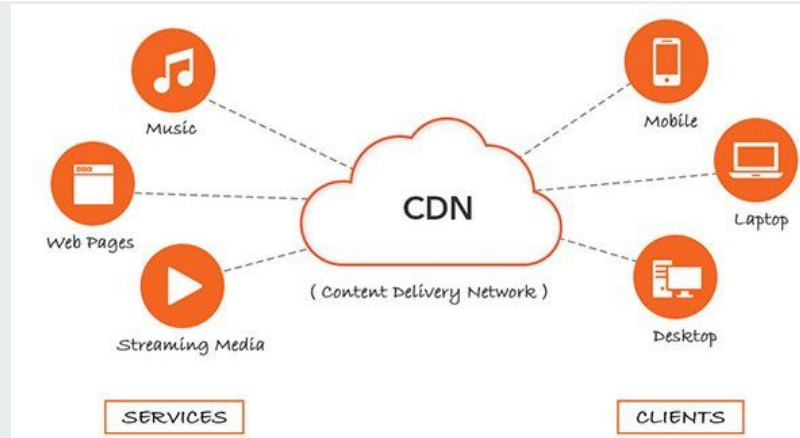 Music
Mobile
CDN
Web Pages
Laptop
( Content Delivery Network )
Streaming Media
Desktop
SERVICES
CLIENTS